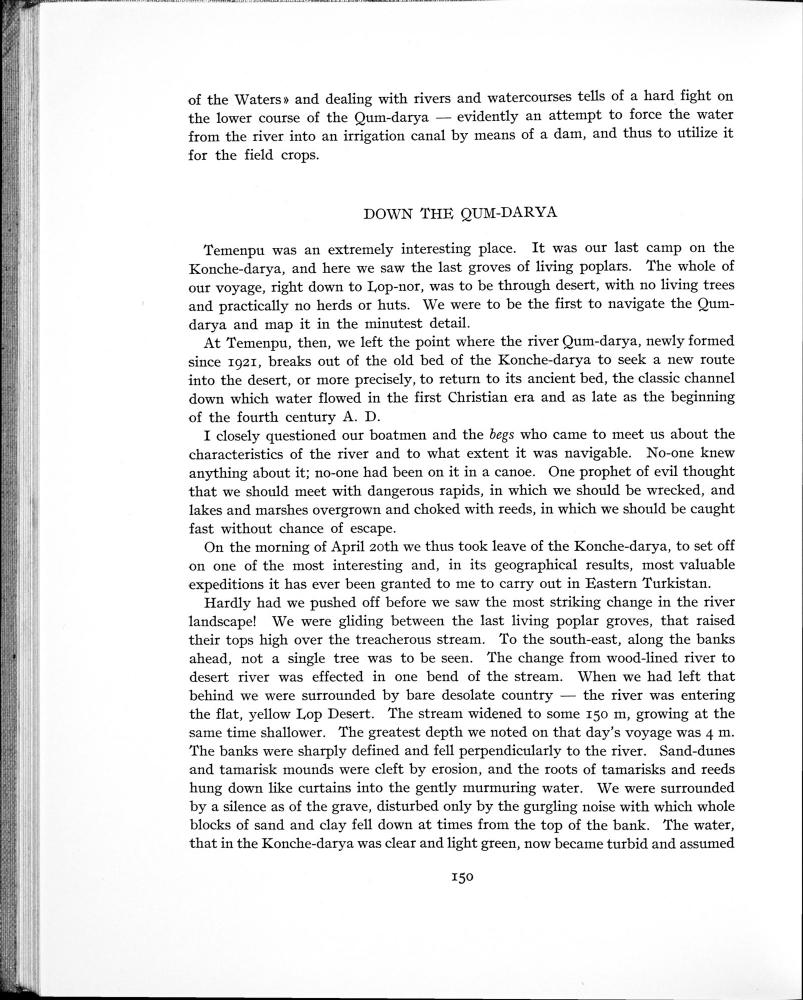 of the Waters» and dealing with rivers and watercourses tells of a hard fight on
the lower course of the Qum-darya — evidently an attempt to force the water
from the river into an irrigation canal by means of a dam, and thus to utilize it
for the field crops.
DOWN THE QUM-DARYA
Temenpu was an extremely interesting place. It was our last camp on the
Konche-darya, and here we saw the last groves of living poplars. The whole of
our voyage, right down to Lop-nor, was to be through desert, with no living trees
and practically no herds or huts. We were to be the first to navigate the Qum-
darya and map it in the minutest detail.
At Temenpu, then, we left the point where the river Qum-darya, newly formed
since 1921, breaks out of the old bed of the Konche-darya to seek a new route
into the desert, or more precisely, to return to its ancient bed, the classic channel
down which water flowed in the first Christian era and as late as the beginning
of the fourth century A. D.
I closely questioned our boatmen and the begs who came to meet us about the
characteristics of the river and to what extent it was navigable. No-one knew
anything about it; no-one had been on it in a canoe. One prophet of evil thought
that we should meet with dangerous rapids, in which we should be wrecked, and
lakes and marshes overgrown and choked with reeds, in which we should be caught
fast without chance of escape.
On the morning of April 20th we thus took leave of the Konche-darya, to set off
on one of the most interesting and, in its geographical results, most valuable
expeditions it has ever been granted to me to carry out in Eastern Turkistan.
Hardly had we pushed off before we saw the most striking change in the river
landscape! We were gliding between the last living poplar groves, that raised
their tops high over the treacherous stream. To the south-east, along the banks
ahead, not a single tree was to be seen. The change from wood-lined river to
desert river was effected in one bend of the stream. When we had left that
behind we were surrounded by bare desolate country — the river was entering
the flat, yellow Lop Desert. The stream widened to some 150 m, growing at the
same time shallower. The greatest depth we noted on that day's voyage was 4 m.
The banks were sharply defined and fell perpendicularly to the river. Sand-dunes
and tamarisk mounds were cleft by erosion, and the roots of tamarisks and reeds
hung down like curtains into the gently murmuring water. We were surrounded
by a silence as of the grave, disturbed only by the gurgling noise with which whole
blocks of sand and clay fell down at times from the top of the bank. The water,
that in the Konche-darya was clear and light green, now became turbid and assumed
150